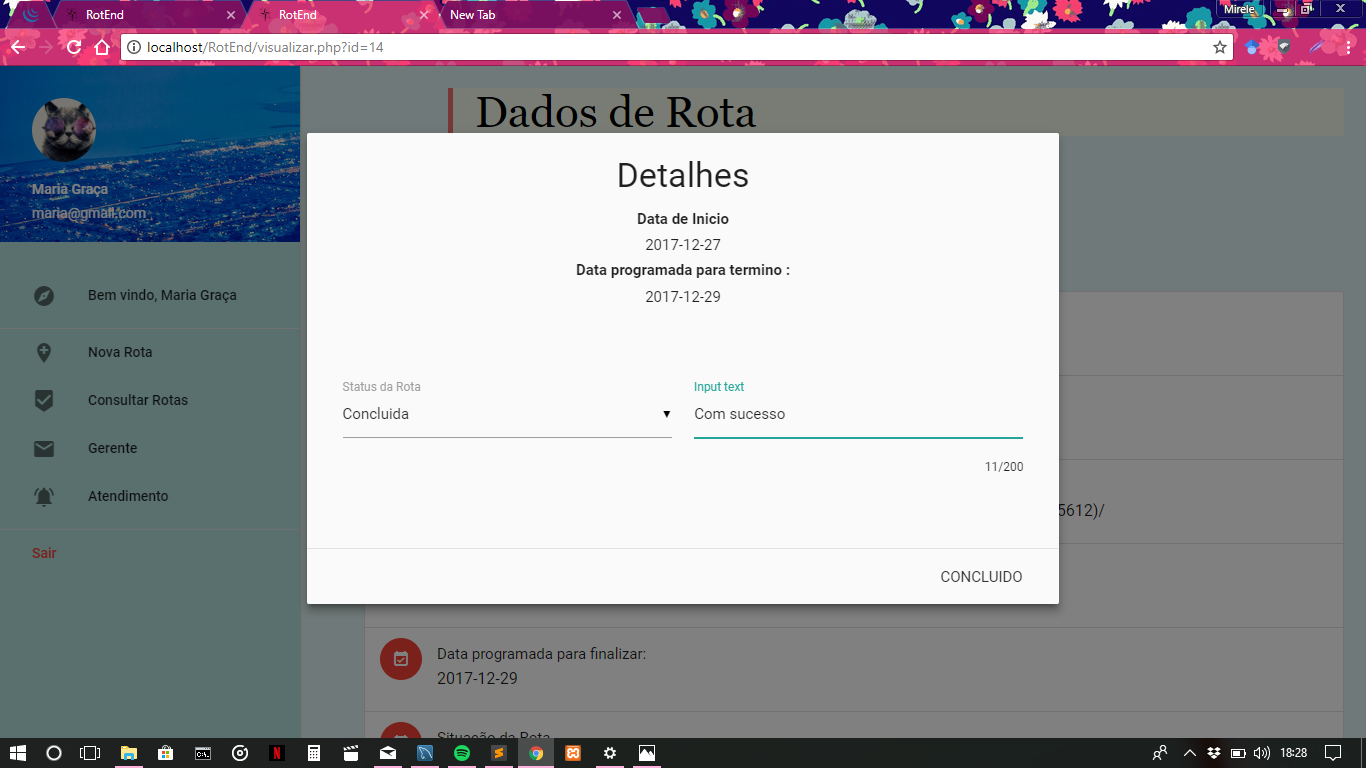 RotEnd
RotEnd
New Tab
Mirele
localhost/RotEnd/visualizar.php?id=14
Maria Graça
maria@gmail.com
Bem vindo, Maria Graça
Nova Rota
Consultar Rotas
Gerente
Atendimento
Sair
Dados de Rota
Detalhes
Data de Inicio
2017-12-27
Data programada para termino :
2017-12-29
Status da Rota
Concluida
Input text
Com sucesso
11/200
CONCLUIDO
5612)/
Data programada para finalizar:
2017-12-29
Situação da Rota
18:28